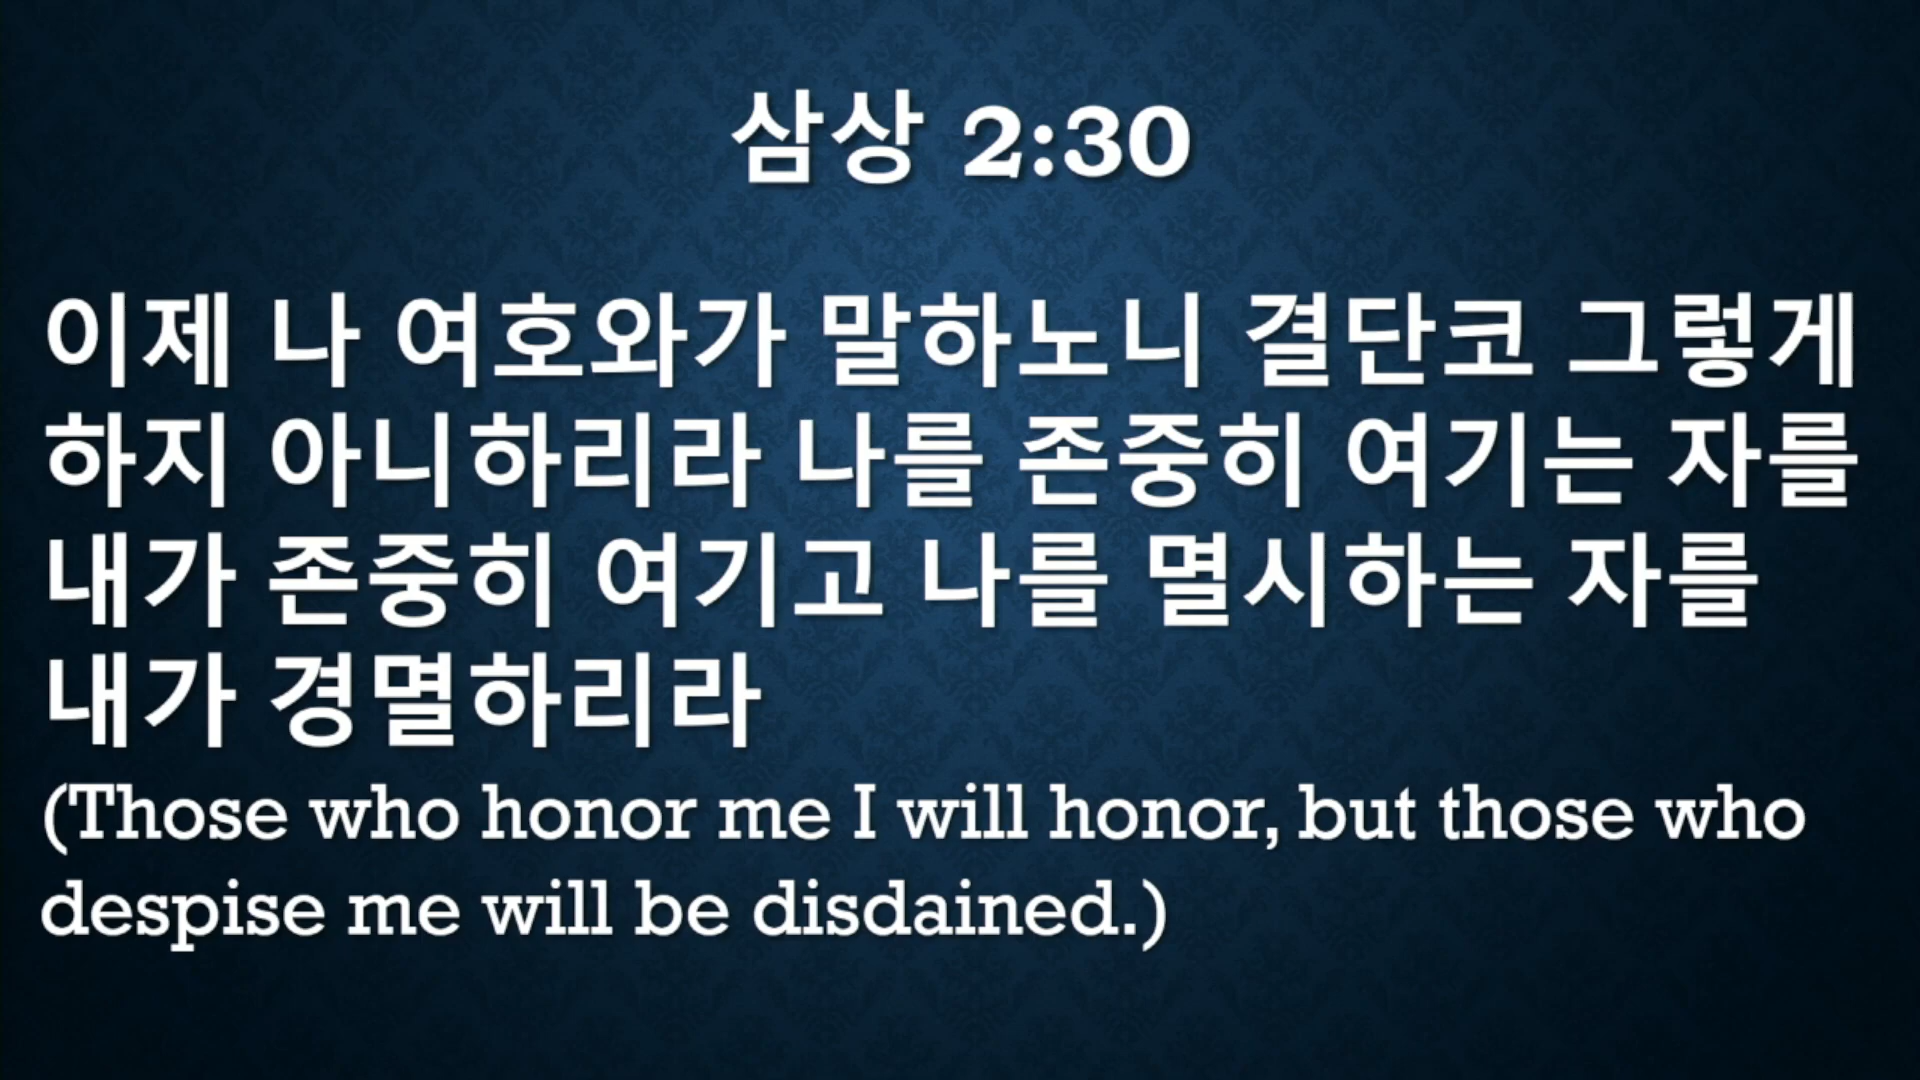 삼상 2:30
이제 나 여호와가 말하노니 결단코 그렇게
하지 아니하리라 나를 존중히 여기는 자를
내가 존중히 여기고 나를 멸시하는 자를
내가 경멸하리라
(Those who honor me I will honor, but those who
despise me will be disdained.)